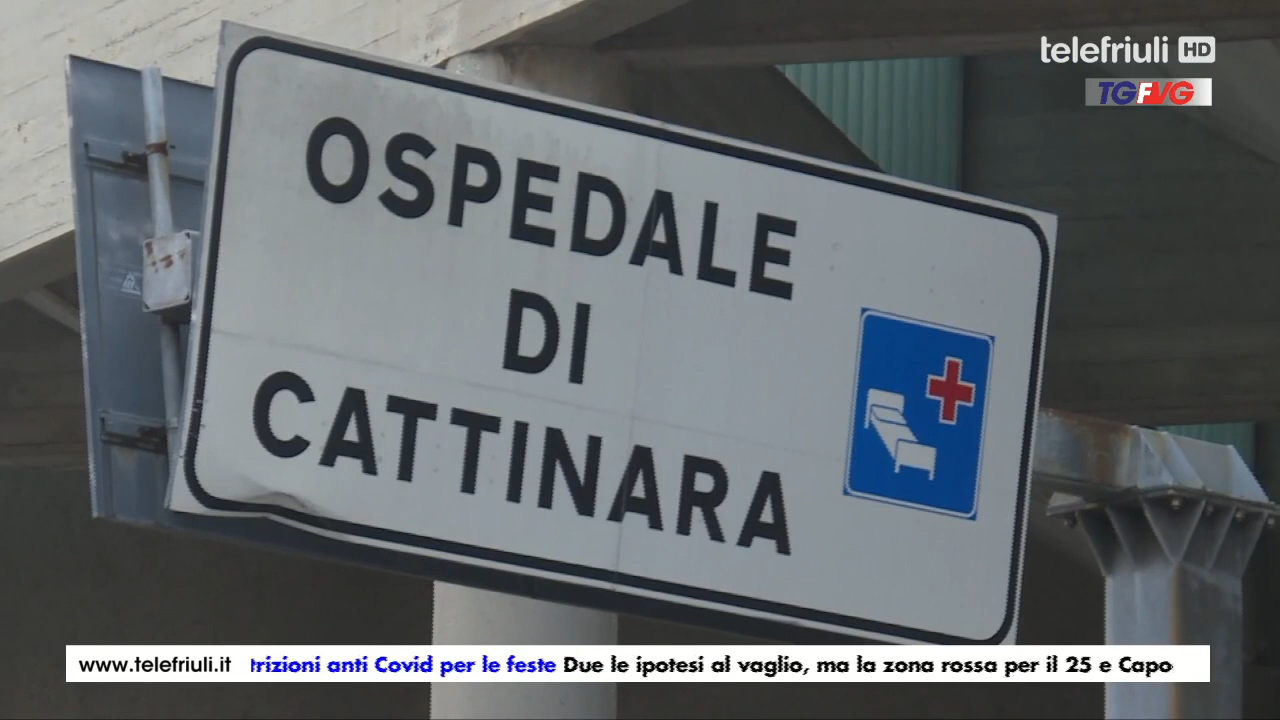 telefriuli HD
TGFVG
OSPEDALE
DI
CATTINARA
www.telefriuli.it rizioni anti Covid per le feste Due le ipotesi al vaglio, ma la zona rossa per il 25 e Capo